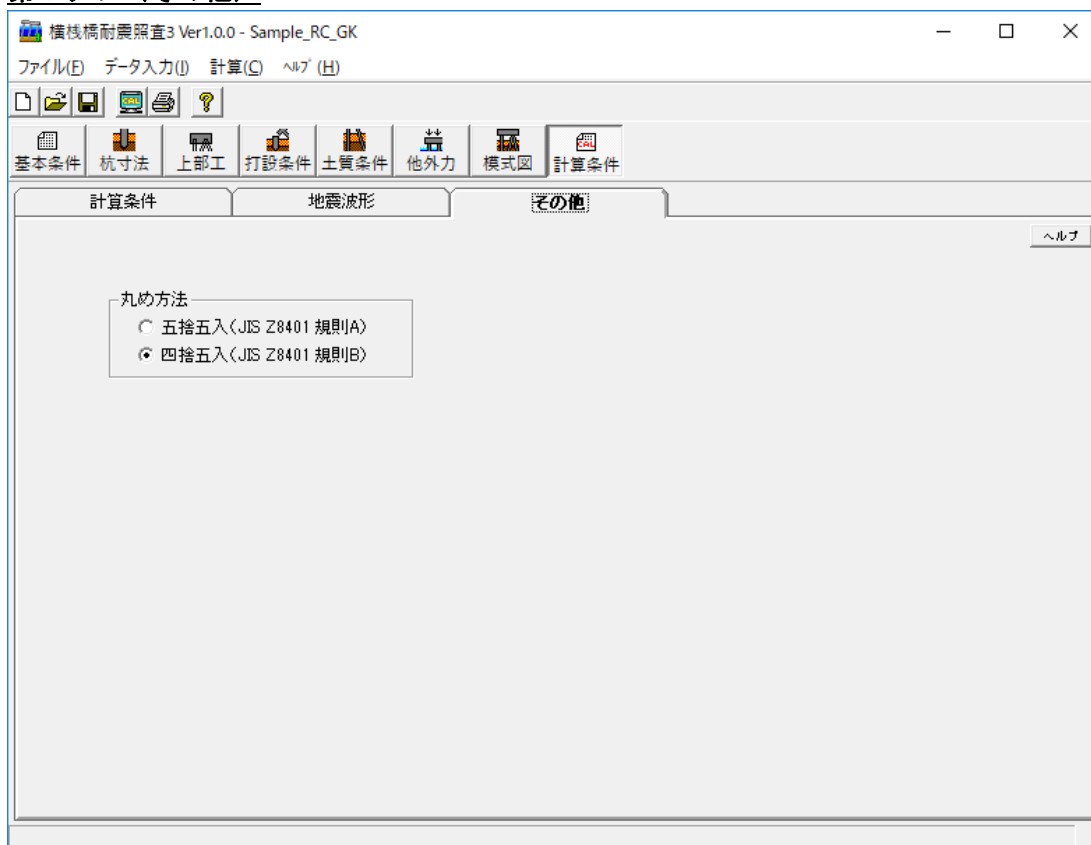 横桟橋耐震照査3 Ver1.0.0 - Sample_RC_GK
ファイル(F) データ入力(I) 計算(C) ヘルプ(H)
基本条件 杭寸法 上部工 打設条件 土質条件 他外力 模式図 計算条件
計算条件 地震波形 その他
ヘルプ
丸め方法
五捨五入(JIS Z8401 規則A)
四捨五入(JIS Z8401 規則B)